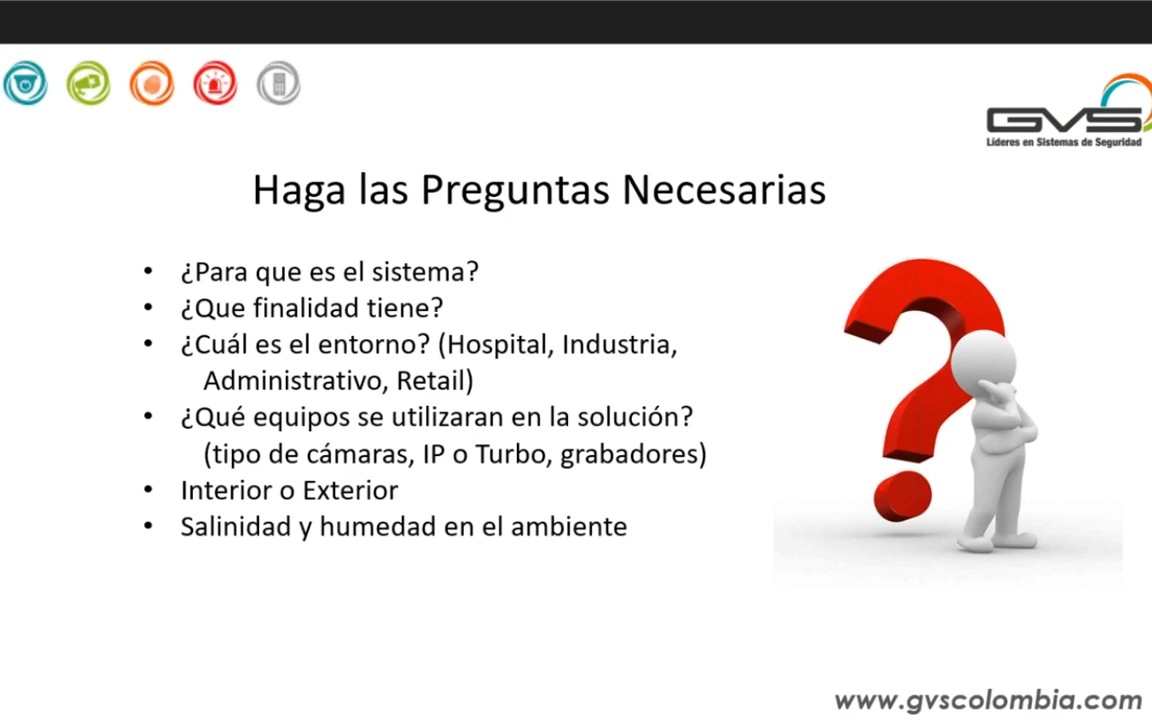 GVS
Líderes en Sistemas de Seguridad
Haga las Preguntas Necesarias
• ¿Para que es el sistema?
• ¿Que finalidad tiene?
• ¿Cuál es el entorno? (Hospital, Industria,
Administrativo, Retail)
• ¿Qué equipos se utilizaran en la solución?
(tipo de cámaras, IP o Turbo, grabadores)
• Interior o Exterior
• Salinidad y humedad en el ambiente
www.gvscolombia.com